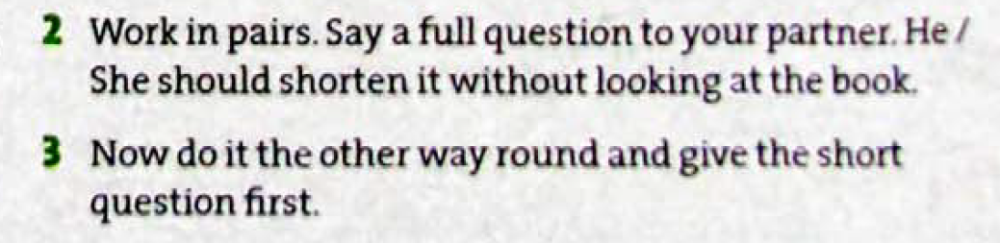 2 Work in pairs. Say a full question to your partner. He /
She should shorten it without looking at the book.
3 Now do it the other way round and give the short
question first.